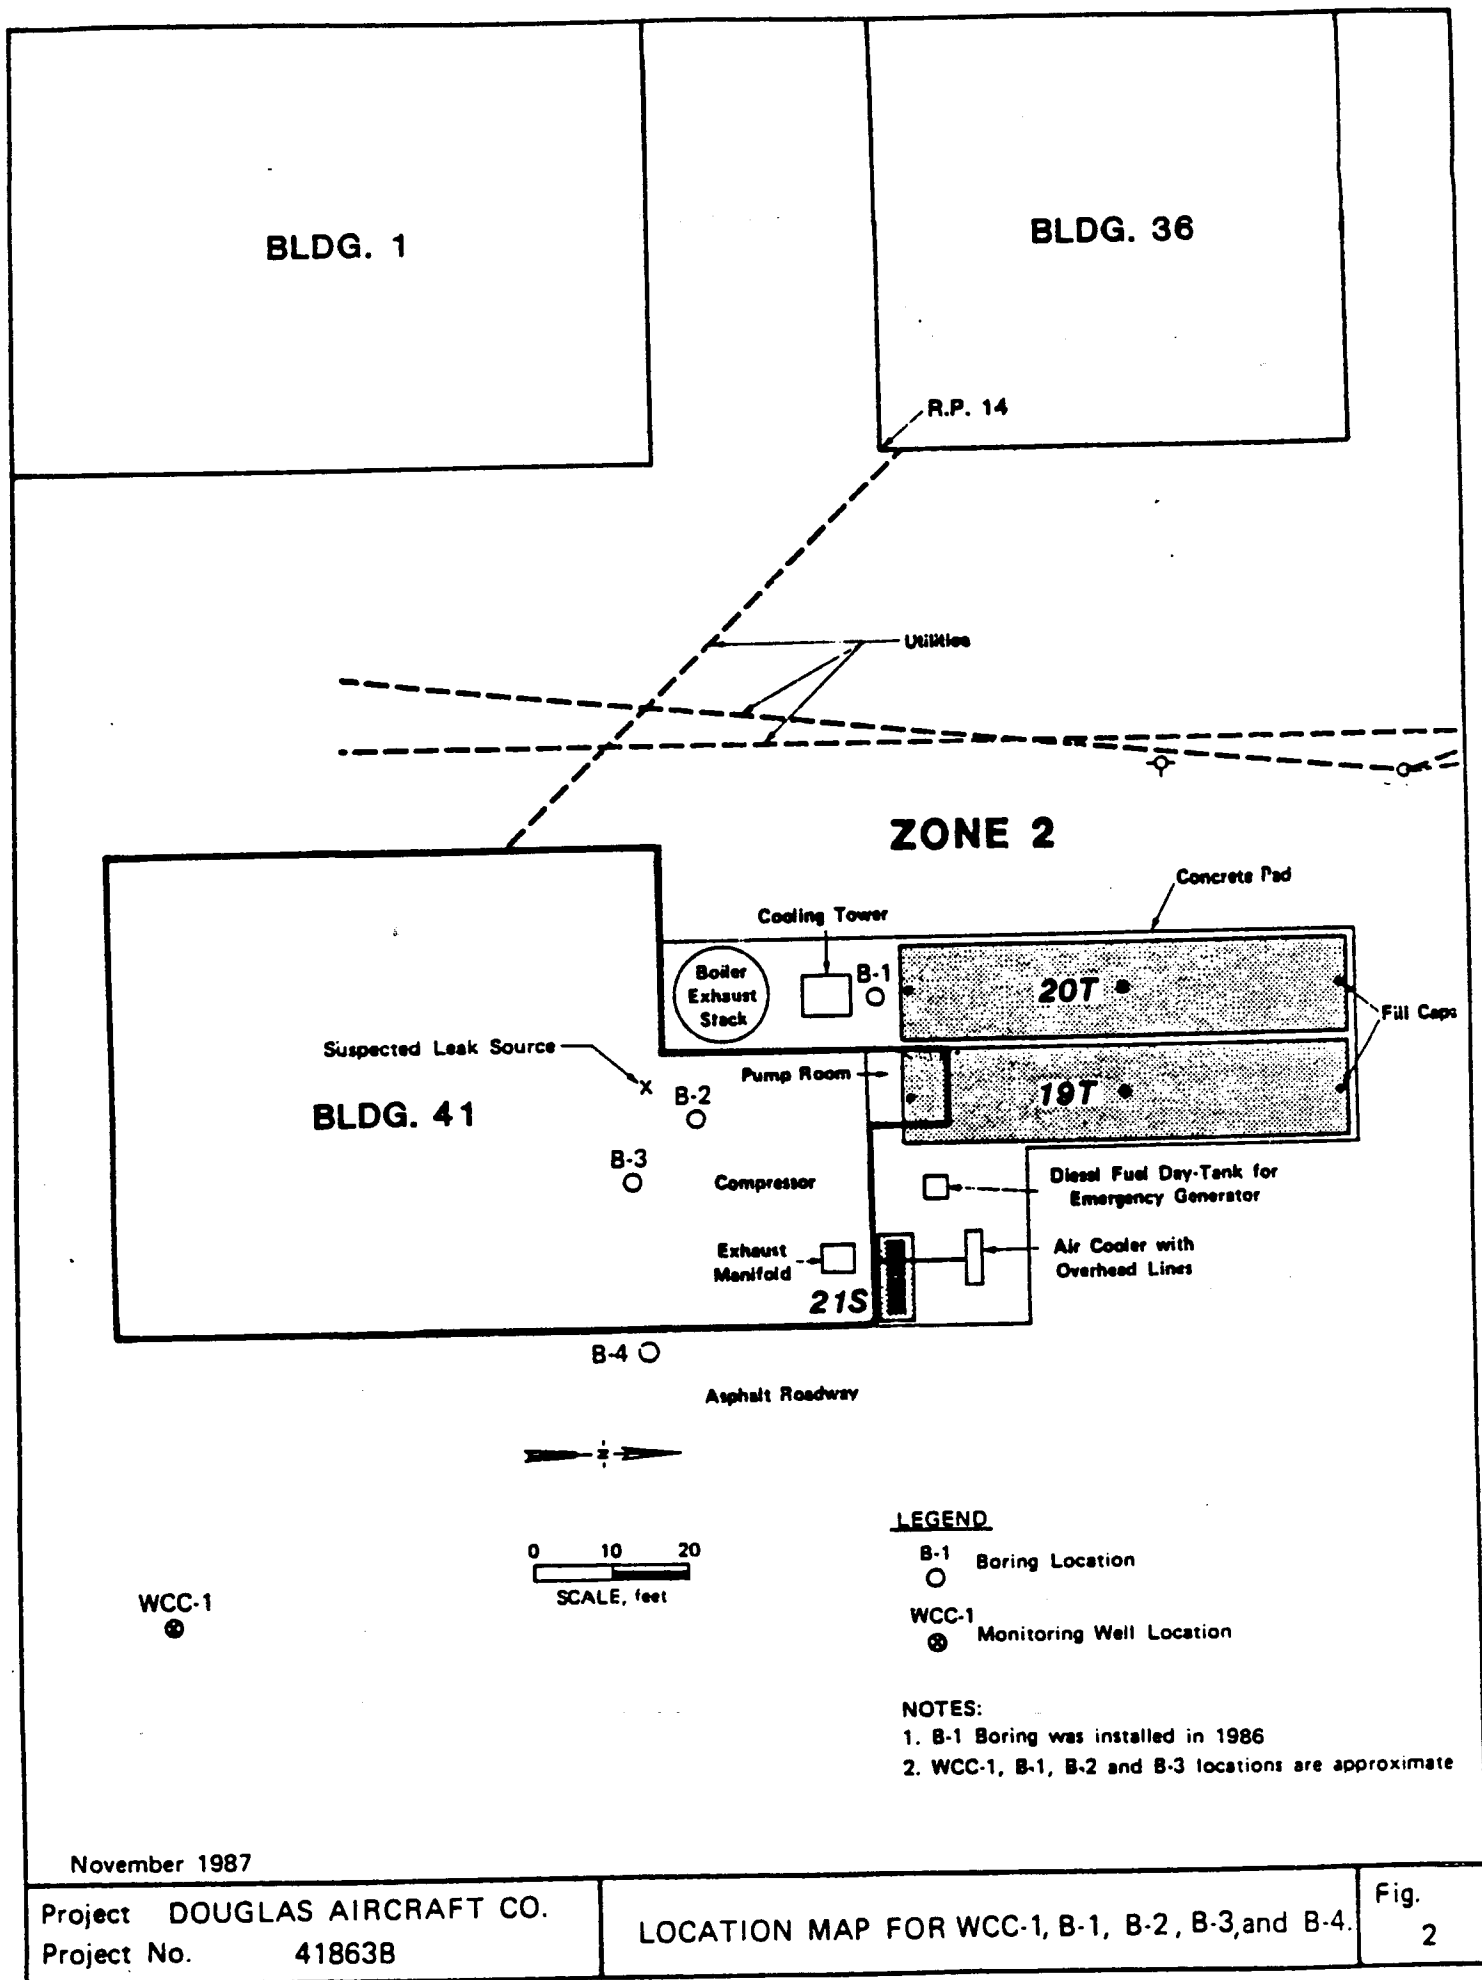 BLDG. 1
BLDG. 36
R.P. 14
Utilities
ZONE 2
Concrete Pad
Cooling Tower
Boiler
Exhaust
Stack
B-1
20T
Fill Caps
Suspected Leak Source
X
Pump Room
19T
B-2
BLDG. 41
B-3
Compressor
Diesel Fuel Day-Tank for
Emergency Generator
Exhaust
Manifold
Air Cooler with
Overhead Lines
21S
B-4
Asphalt Roadway
Z
0 10 20
SCALE, feet
WCC-1
LEGEND
B-1
Boring Location
WCC-1
Monitoring Well Location
NOTES:
1. B-1 Boring was installed in 1986
2. WCC-1, B-1, B-2 and B-3 locations are approximate
November 1987
Project DOUGLAS AIRCRAFT CO.
Project No. 41863B
LOCATION MAP FOR WCC-1, B-1, B-2, B-3, and B-4.
Fig.
2